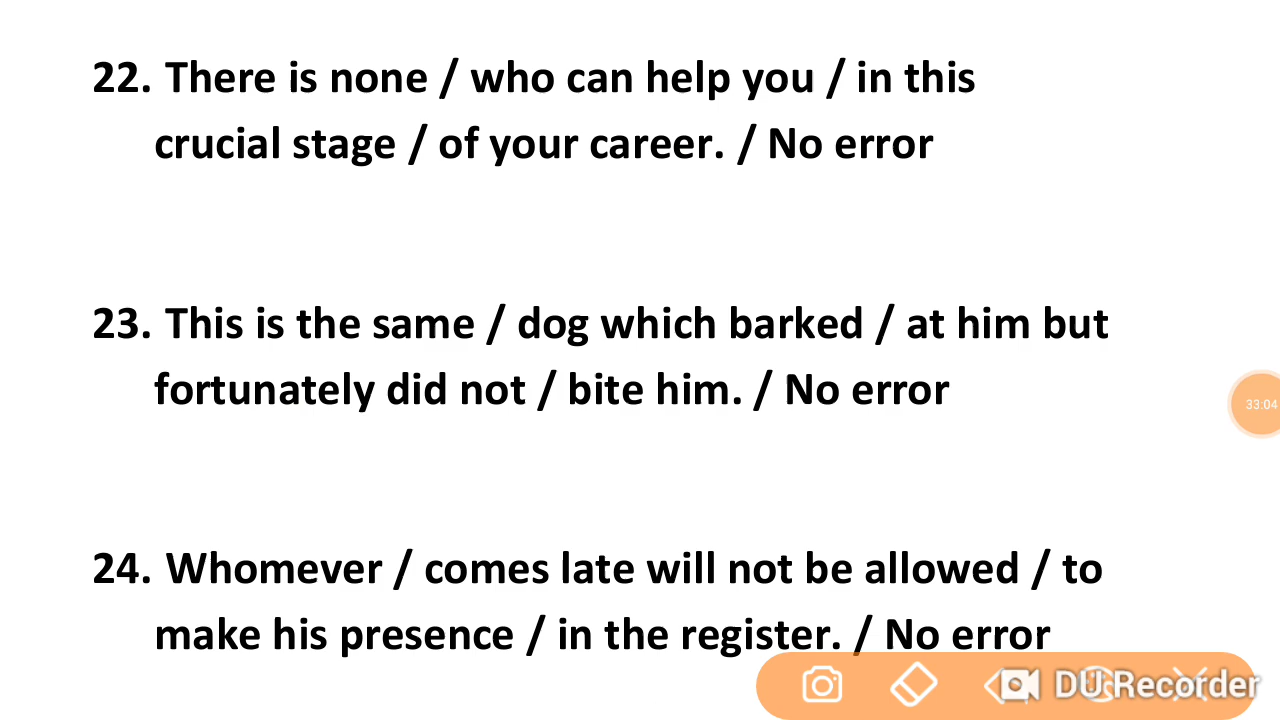 22. There is none / who can help you / in this
crucial stage / of your career. / No error
23. This is the same / dog which barked / at him but
fortunately did not / bite him. / No error
24. Whomever / comes late will not be allowed / to
make his presence / in the register. / No error
33:04
DU Recorder